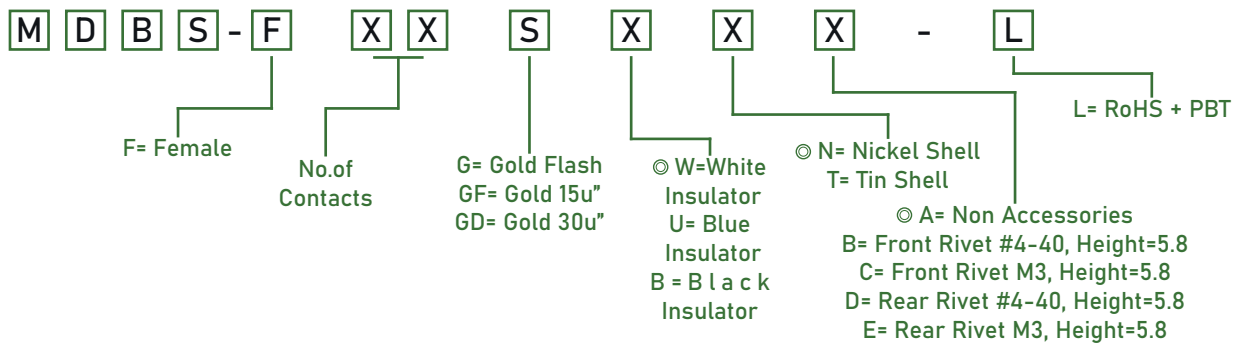 M D B S - F X X S X X X - L
F= Female
No.of
Contacts
G= Gold Flash
GF= Gold 15u”
GD= Gold 30u”
◎ W=White
Insulator
U= Blue
Insulator
B = B l a c k
Insulator
◎ N= Nickel Shell
T= Tin Shell
◎ A= Non Accessories
B= Front Rivet #4-40, Height=5.8
C= Front Rivet M3, Height=5.8
D= Rear Rivet #4-40, Height=5.8
E= Rear Rivet M3, Height=5.8
L= RoHS + PBT